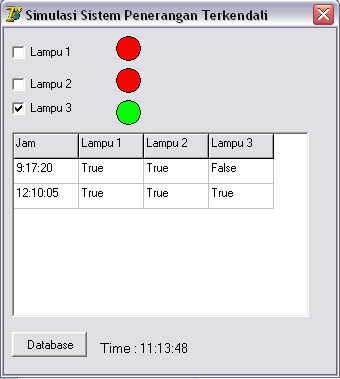 Simulasi Sistem Penerangan Terkendali
Lampu 1
Lampu 2
Lampu 3
Jam Lampu 1 Lampu 2 Lampu 3
9:17:20 True True False
12:10:05 True True True
Database Time : 11:13:48